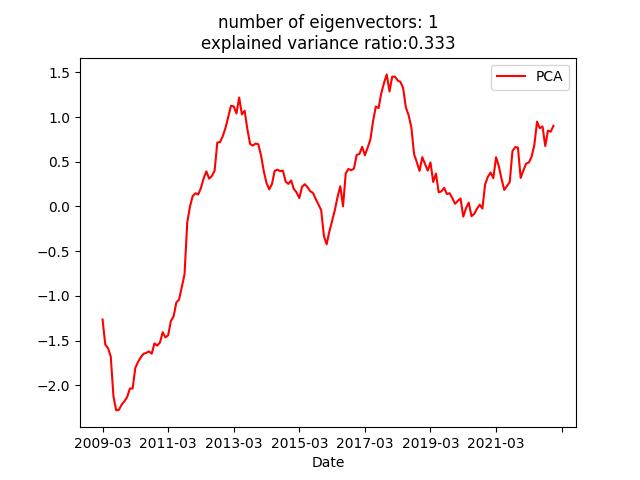 number of eigenvectors: 1
explained variance ratio:0.333
PCA
1.5
1.0
0.5
0.0
−0.5
−1.0
−1.5
−2.0
2009-03 2011-03 2013-03 2015-03 2017-03 2019-03 2021-03
Date